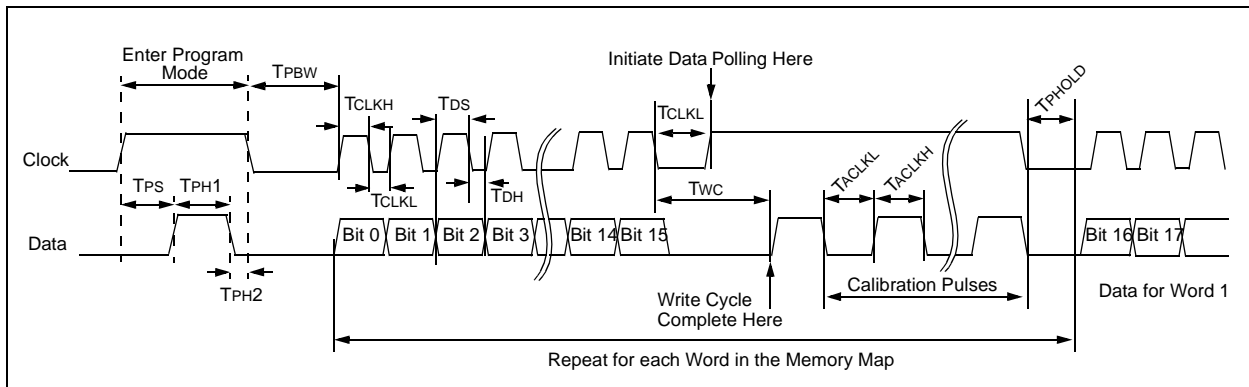 Enter Program
Mode
TPBW
TCLKH
TDS
Initiate Data Polling Here
TCLKL
TPHOLD
Clock
TPS
TPH1
TCLKL
TDH
TWC
TACLKL
TACLKH
Data
Bit 0
Bit 1
Bit 2
Bit 3
Bit 14
Bit 15
Bit 16
Bit 17
TPH2
Write Cycle
Complete Here
Calibration Pulses
Data for Word 1
Repeat for each Word in the Memory Map